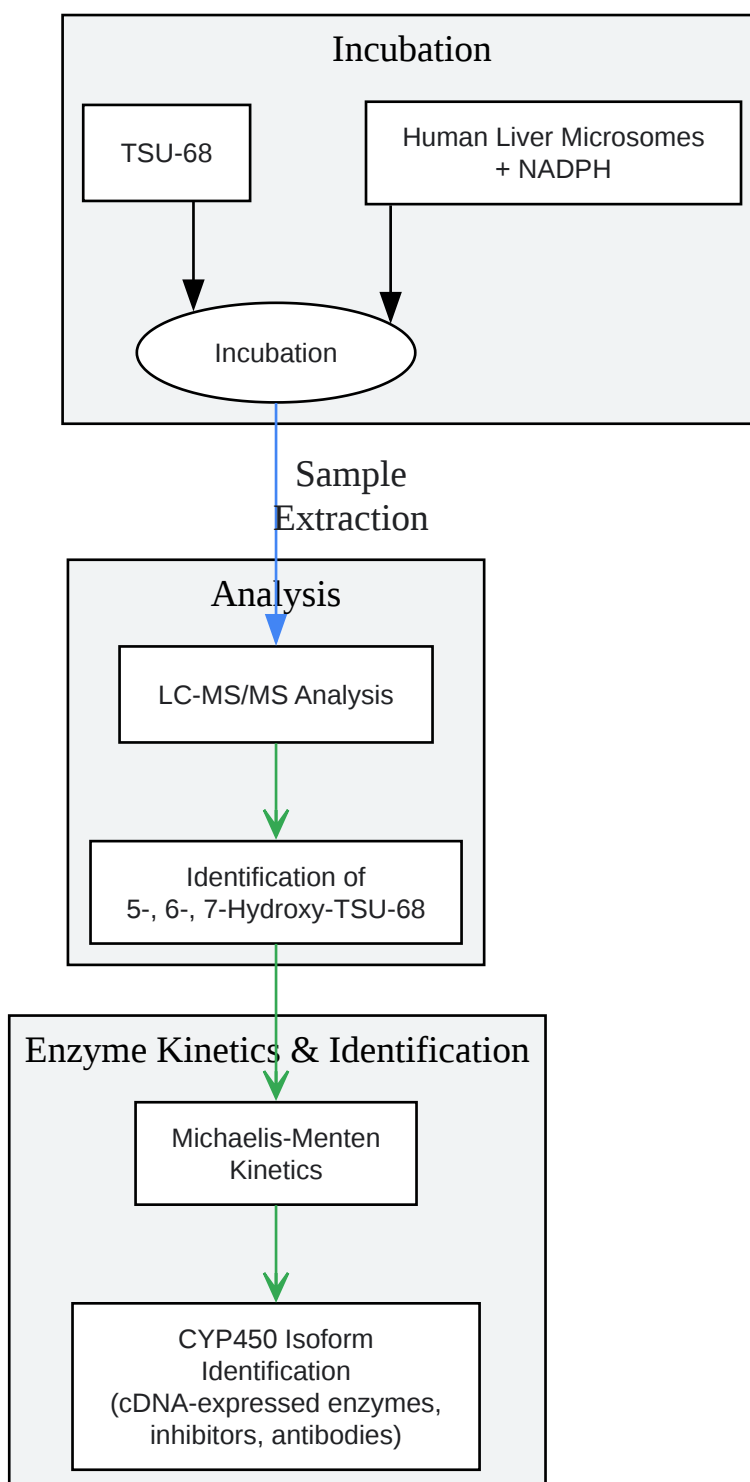 Incubation
TSU-68
Human Liver Microsomes
+ NADPH
Incubation
Sample
Extraction
Analysis
LC-MS/MS Analysis
Identification of
5-, 6-, 7-Hydroxy-TSU-68
Enzyme Kinetics & Identification
Michaelis-Menten
Kinetics
CYP450 Isoform
Identification
(cDNA-expressed enzymes,
inhibitors, antibodies)